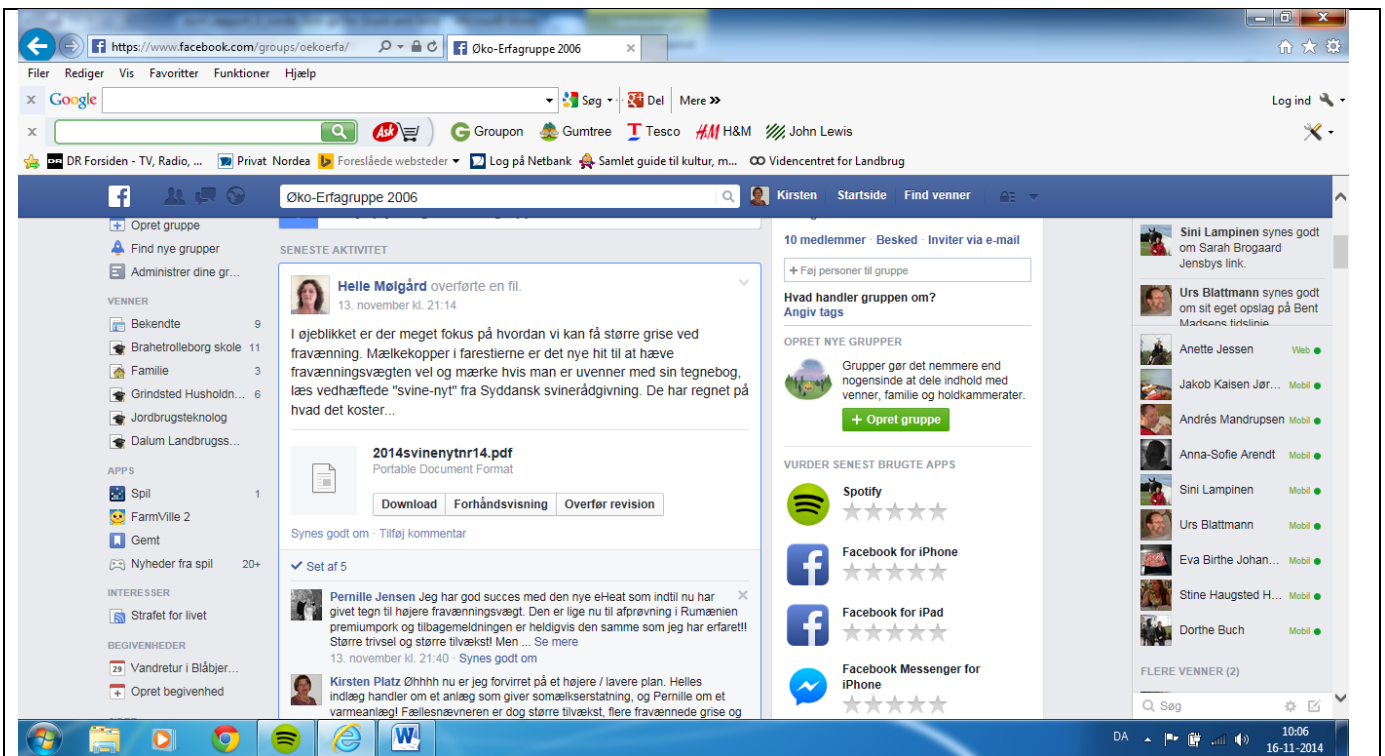 https://www.facebook.com/groups/oekoerfa/
Øko-Erfagruppe 2006
Filer Rediger Vis Favoritter Funktioner Hjælp
x Google Søg Del Mere » Log ind
x Ask Groupon Gumtree Tesco H&M John Lewis
DR Forsiden - TV, Radio, ... Privat Nordea Foreslåede websteder Log på Netbank Samlet guide til kultur, m... Videncentret for Landbrug
Øko-Erfagruppe 2006
Kirsten Startside Find venner
Opret gruppe
Find nye grupper
Administrer dine gr...
VENNER
Bekendte 9
Brahetrolleborg skole 11
Familie 3
Grindsted Husholdn... 6
Jordbrugsteknolog
Dalum Landbrugss...
APPS
Spil 1
FarmVille 2
Gemt
Nyheder fra spil 20+
INTERESSER
Strafet for livet
BEGIVENHEDER
29 Vandretur i Blåbjer...
Opret begivenhed
SENESTE AKTIVITET
Helle Mølgård overførte en fil.
13. november kl. 21:14
I øjeblikket er der meget fokus på hvordan vi kan få større grise ved
fravænning. Mælkekopper i farestierne er det nye hit til at hæve
fravænningsvægten vel og mærke hvis man er uvenner med sin tegnebog,
læs vedhæftede "svine-nyt" fra Syddansk svinerådgivning. De har regnet på
hvad det koster...
2014svinenytnr14.pdf
Portable Document Format
Download Forhåndsvisning Overfør revision
Synes godt om · Tilføj kommentar
✓ Set af 5
Pernille Jensen Jeg har god succes med den nye eHeat som indtil nu har
givet tegn til højere fravænningsvægt. Den er lige nu til afprøvning i Rumænien
premiumpork og tilbagemeldningen er heldigvis den samme som jeg har erfaret!!
Større trivsel og større tilvækst! Men ... Se mere
13. november kl. 21:40 · Synes godt om
Kirsten Platz Øhhhh nu er jeg forvirret på et højere / lavere plan. Helles
indlæg handler om et anlæg som giver somælkserstatning, og Pernille om et
varmeanlæg! Fællesnævneren er dog større tilvækst, flere fravænnede grise og
10 medlemmer · Besked · Inviter via e-mail
+ Føj personer til gruppe
Hvad handler gruppen om?
Angiv tags
OPRET NYE GRUPPER
Grupper gør det nemmere end
nogensinde at dele indhold med
venner, familie og holdkammerater.
+ Opret gruppe
VURDER SENEST BRUGTE APPS
Spotify
Facebook for iPhone
Facebook for iPad
Facebook Messenger for
iPhone
Sini Lampinen synes godt
om Sarah Brogaard
Jensbys link.
Urs Blattmann synes godt
om sit eget opslag på Bent
Madsens tidslinie
Anette Jessen Web
Jakob Kaisen Jør... Mobil
Andrés Mandrupsen Mobil
Anna-Sofie Arendt Mobil
Sini Lampinen Mobil
Urs Blattmann Mobil
Eva Birthe Johan... Mobil
Stine Haugsted H... Mobil
Dorthe Buch Mobil
FLERE VENNER (2)
Søg
DA
10:06
16-11-2014